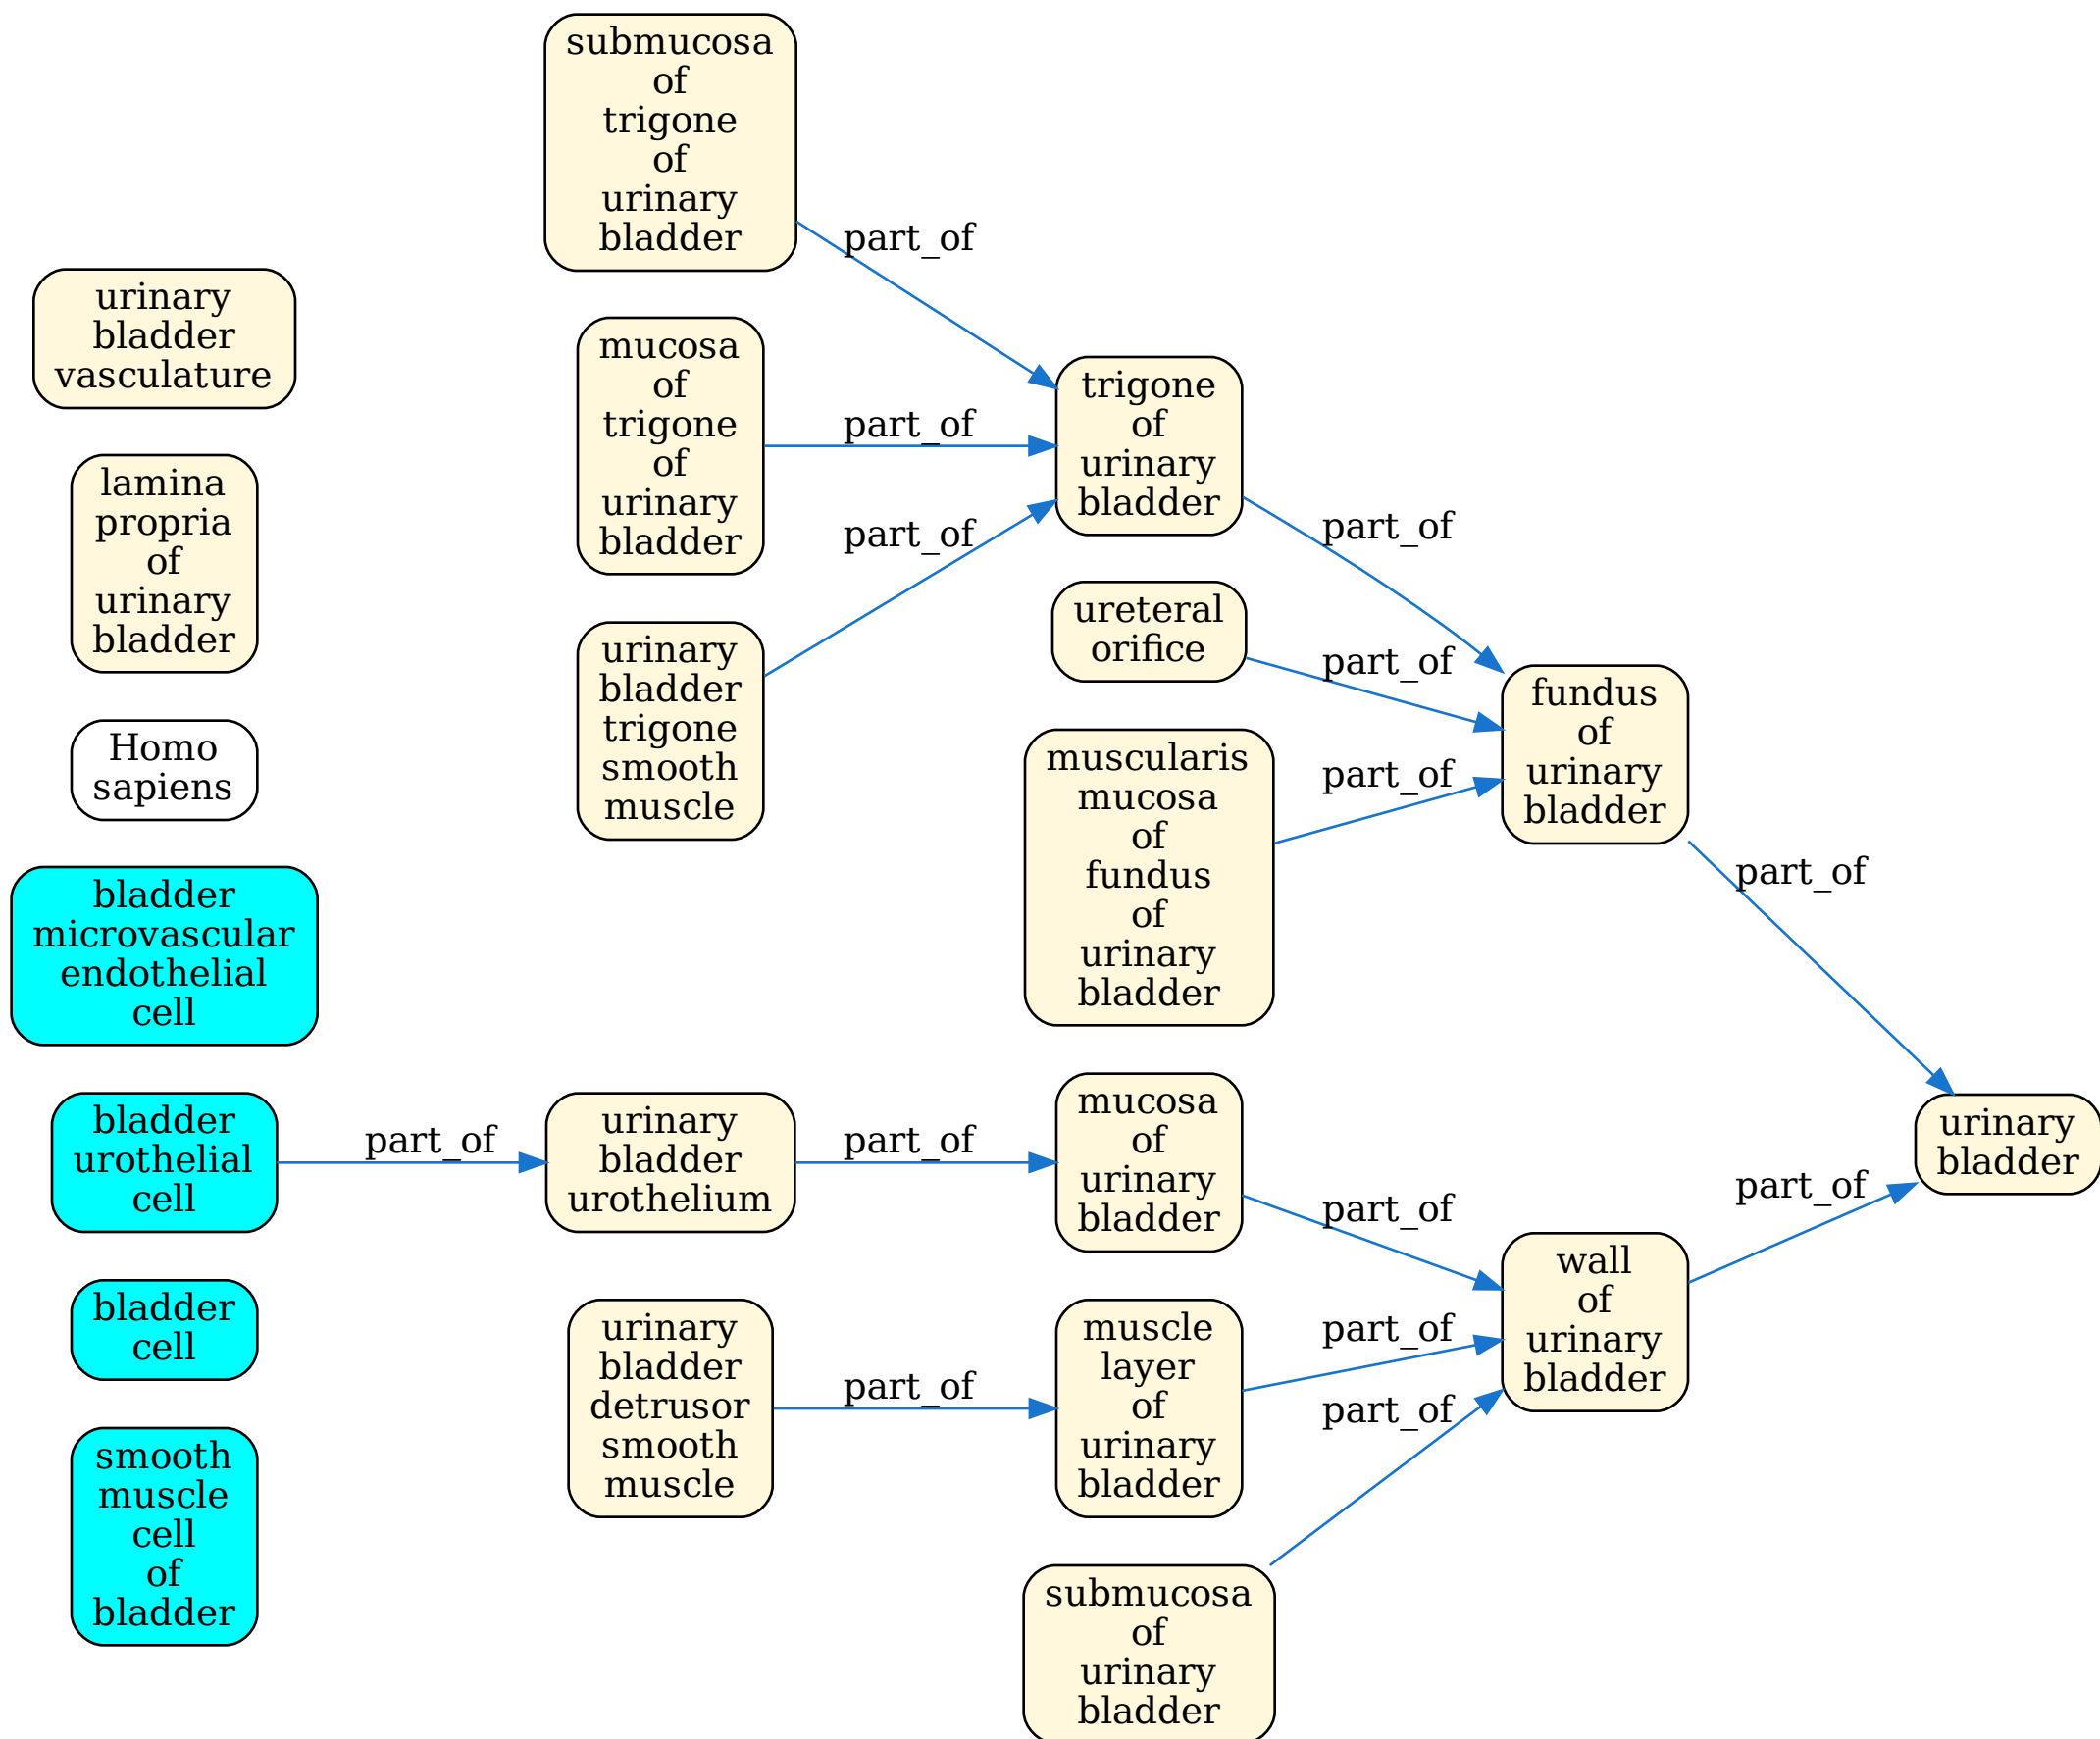 urinary
bladder
vasculature
lamina
propria
of
urinary
bladder
Homo
sapiens
bladder
microvascular
endothelial
cell
bladder
urothelial
cell
bladder
cell
smooth
muscle
cell
of
bladder
part_of
submucosa
of
trigone
of
urinary
bladder
mucosa
of
trigone
of
urinary
bladder
urinary
bladder
trigone
smooth
muscle
urinary
bladder
urothelium
urinary
bladder
detrusor
smooth
muscle
part_of
part_of
part_of
part_of
part_of
trigone
of
urinary
bladder
ureteral
orifice
muscularis
mucosa
of
fundus
of
urinary
bladder
mucosa
of
urinary
bladder
muscle
layer
of
urinary
bladder
submucosa
of
urinary
bladder
part_of
part_of
part_of
part_of
part_of
part_of
fundus
of
urinary
bladder
wall
of
urinary
bladder
part_of
part_of
urinary
bladder